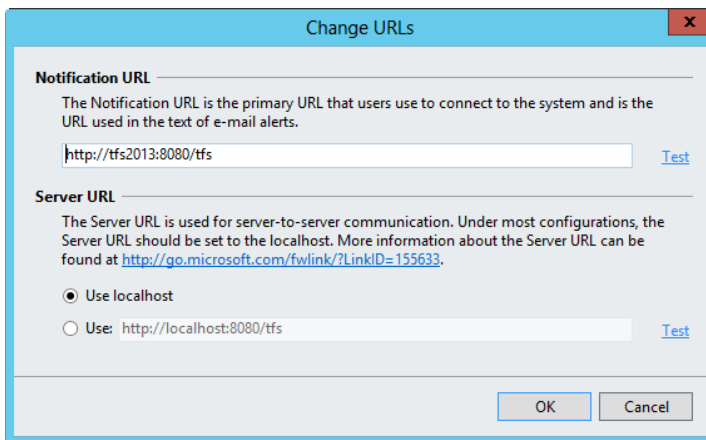 Change URLs
x
Notification URL
The Notification URL is the primary URL that users use to connect to the system and is the
URL used in the text of e-mail alerts.
http://tfs2013:8080/tfs
Test
Server URL
The Server URL is used for server-to-server communication. Under most configurations, the
Server URL should be set to the localhost. More information about the Server URL can be
found at http://go.microsoft.com/fwlink/?LinkID=155633.
Use localhost
Use: http://localhost:8080/tfs
Test
OK
Cancel